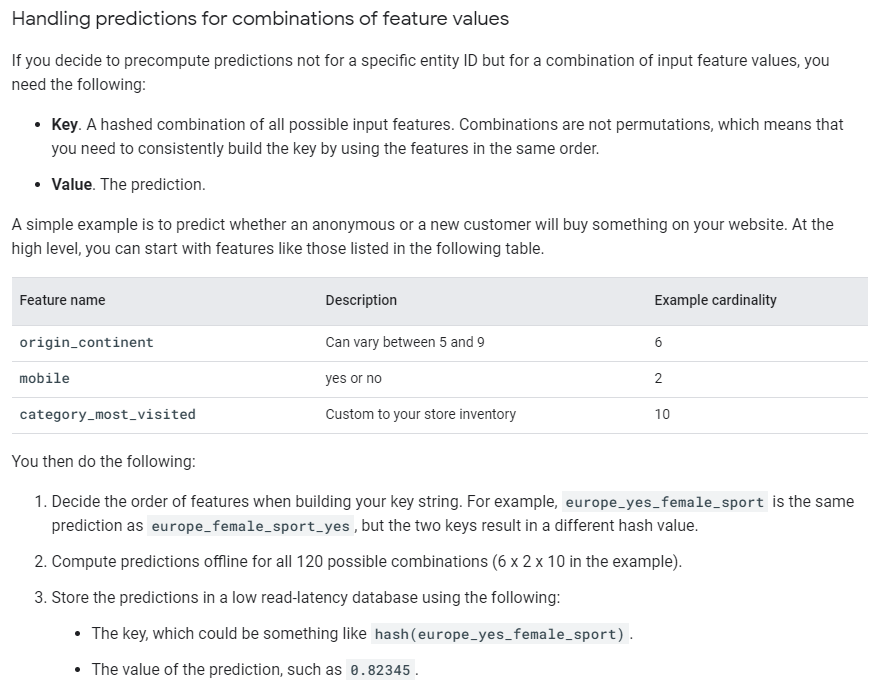 Handling predictions for combinations of feature values
If you decide to precompute predictions not for a specific entity ID but for a combination of input feature values, you
need the following:
• Key. A hashed combination of all possible input features. Combinations are not permutations, which means that
you need to consistently build the key by using the features in the same order.
• Value. The prediction.
A simple example is to predict whether an anonymous or a new customer will buy something on your website. At the
high level, you can start with features like those listed in the following table.
Feature name Description Example cardinality
origin_continent Can vary between 5 and 9 6
mobile yes or no 2
category_most_visited Custom to your store inventory 10
You then do the following:
1. Decide the order of features when building your key string. For example, europe_yes_female_sport is the same
prediction as europe_female_sport_yes , but the two keys result in a different hash value.
2. Compute predictions offline for all 120 possible combinations (6 x 2 x 10 in the example).
3. Store the predictions in a low read-latency database using the following:
• The key, which could be something like hash(europe_yes_female_sport) .
• The value of the prediction, such as 0.82345 .